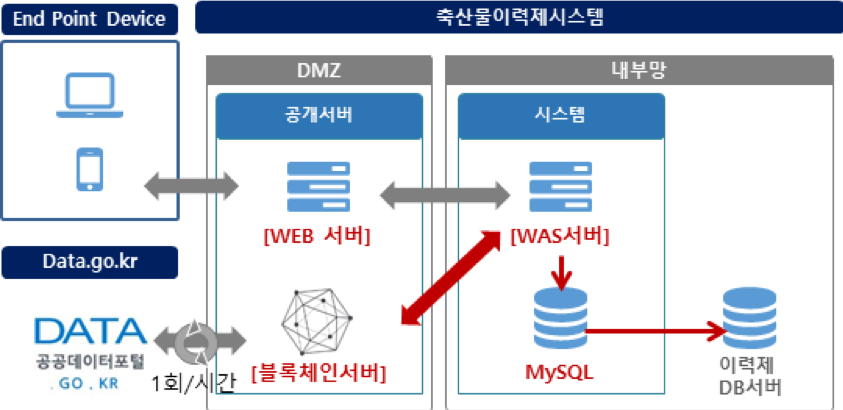 End Point Device
축산물이력제시스템
DMZ
내부망
공개서버
시스템
[WEB 서버]
[WAS서버]
Data.go.kr
DATA
공공데이터포털
. GO . KR
1회/시간
[블록체인서버]
MySQL
이력제
DB서버